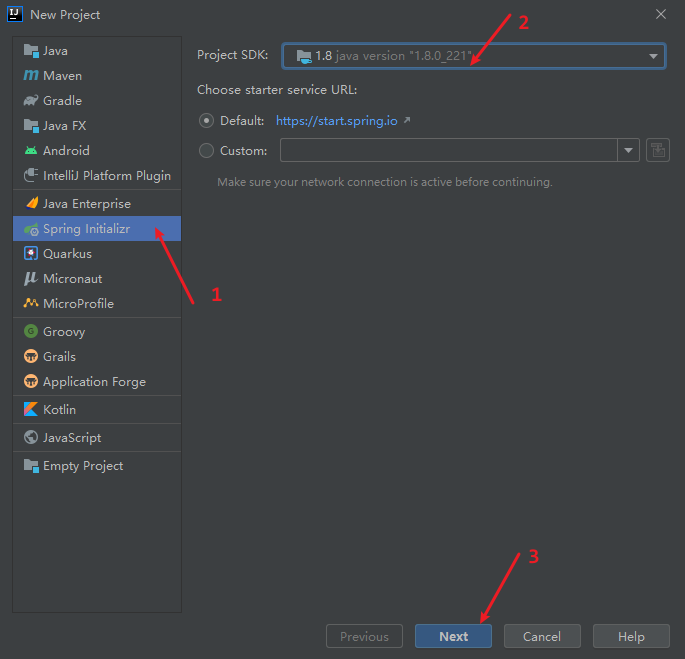 New Project
Java
Maven
Gradle
Java FX
Android
IntelliJ Platform Plugin
Java Enterprise
Spring Initializr
Quarkus
Micronaut
MicroProfile
Groovy
Grails
Application Forge
Kotlin
JavaScript
Empty Project
1
2
Project SDK: 1.8 java version "1.8.0_221"
Choose starter service URL:
Default: https://start.spring.io
Custom:
Make sure your network connection is active before continuing.
3
Previous Next Cancel Help